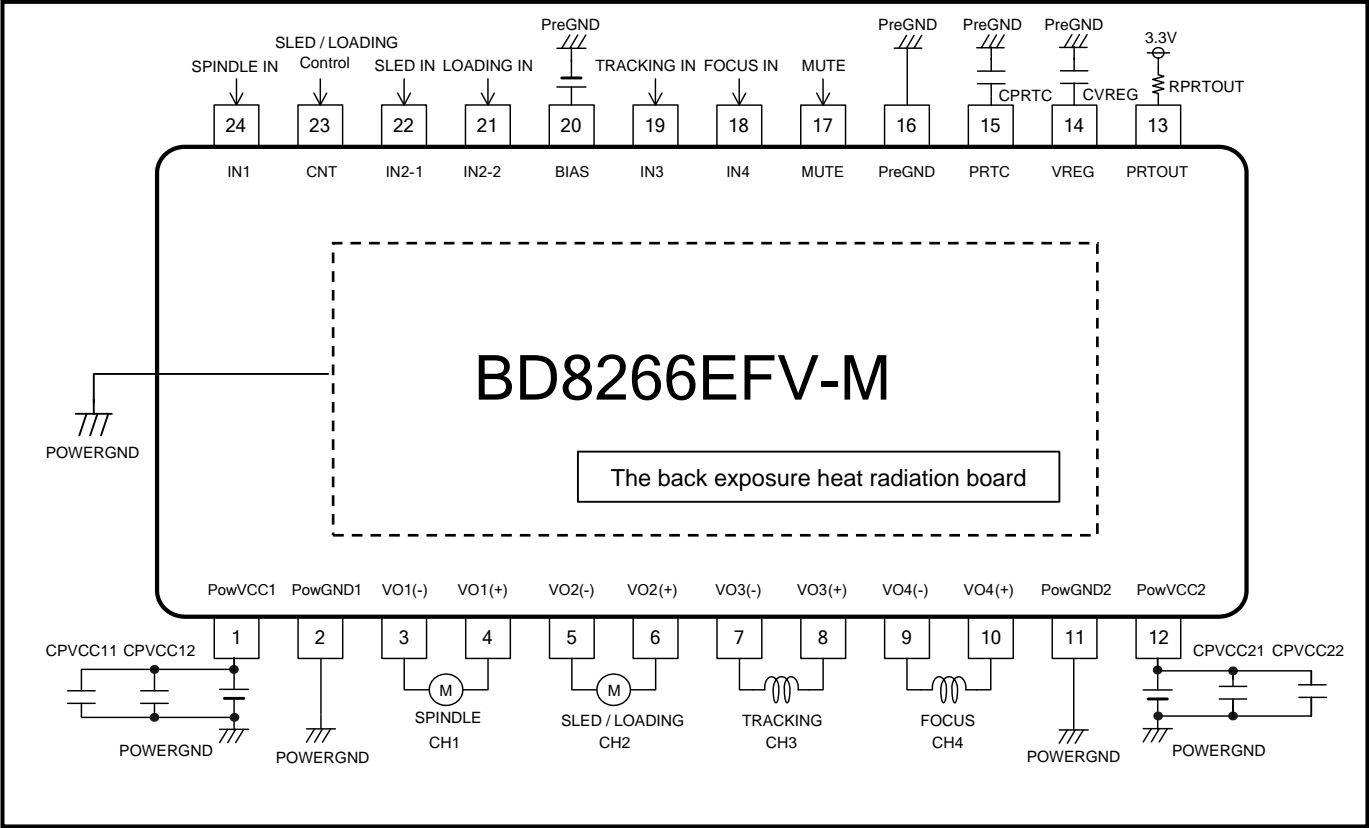 PreGND PreGND PreGND PreGND
3.3V
SLED / LOADING
Control
SPINDLE IN SLED IN LOADING IN TRACKING IN FOCUS IN MUTE
RPRTOUT
CPRTC CVREG
24 23 22 21 20 19 18 17 16 15 14 13
IN1 CNT IN2-1 IN2-2 BIAS IN3 IN4 MUTE PreGND PRTC VREG PRTOUT
BD8266EFV-M
POWERGND
The back exposure heat radiation board
PowVCC1 PowGND1 VO1(-) VO1(+) VO2(-) VO2(+) VO3(-) VO3(+) VO4(-) VO4(+) PowGND2 PowVCC2
1 2 3 4 5 6 7 8 9 10 11 12
CPVCC11 CPVCC12 CPVCC21 CPVCC22
M M
SPINDLE SLED / LOADING TRACKING FOCUS
CH1 CH2 CH3 CH4
POWERGND POWERGND POWERGND POWERGND